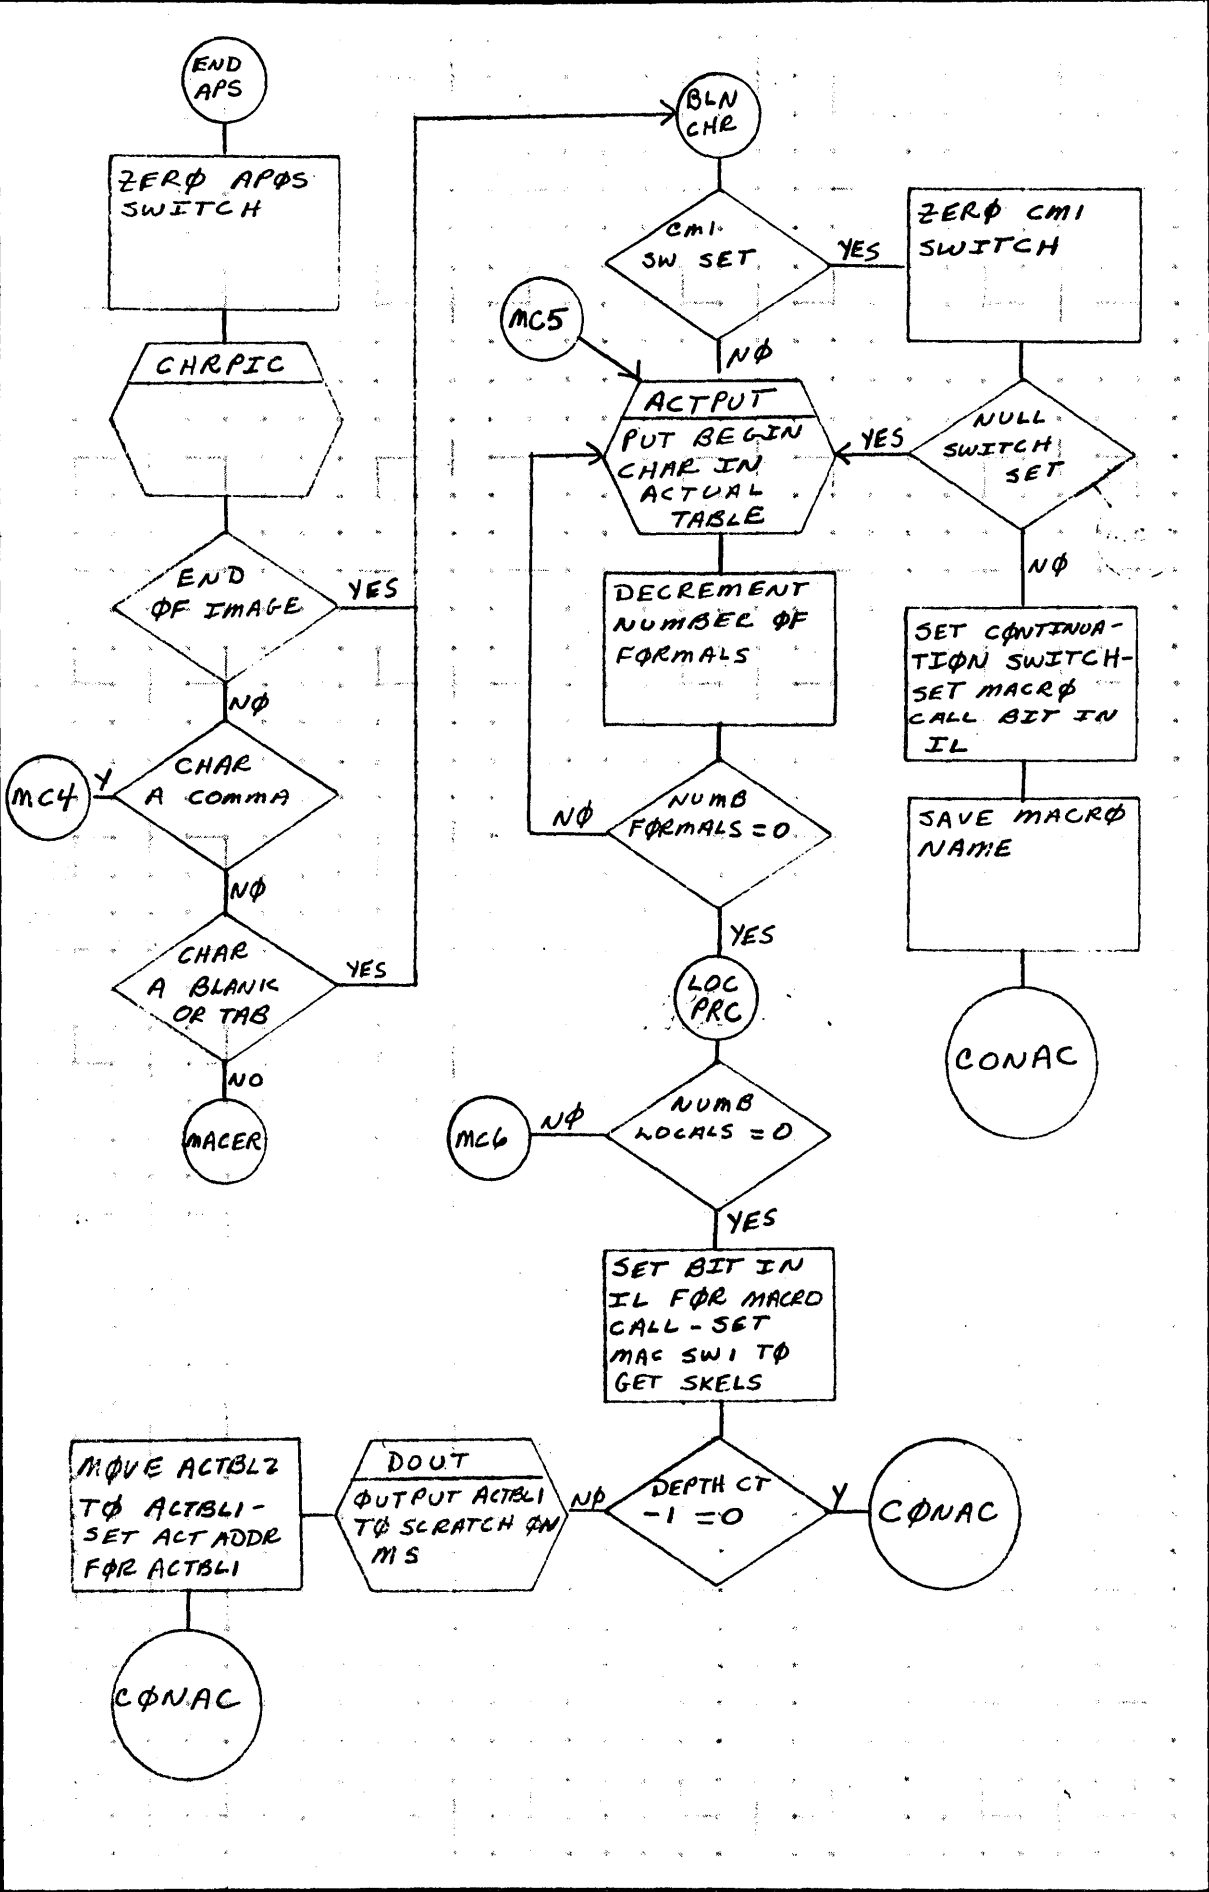 END
APS
ZERØ APØS
SWITCH
CHRPIC
END
ØF IMAGE
YES
NØ
CHAR
A COMMA
Y
MC4
NØ
CHAR
A BLANK
OR TAB
YES
NO
MACER
BLN
CHR
CM1
SW SET
YES
NØ
MC5
ACTPUT
PUT BEGIN
CHAR IN
ACTUAL
TABLE
DECREMENT
NUMBER ØF
FØRMALS
NUMB
FØRMALS = 0
NØ
YES
LOC
PRC
NUMB
LOCALS = 0
NØ
MC6
YES
SET BIT IN
IL FØR MACRO
CALL - SET
MAC SW1 TØ
GET SKELS
DEPTH CT
-1 = 0
Y
CØNAC
NØ
DOUT
ØUTPUT ACTBL1
TØ SCRATCH ØN
MS
MØVE ACTBL2
TØ ACTBL1-
SET ACT ADDR
FØR ACTBL1
CØNAC
ZERØ CM1
SWITCH
NULL
SWITCH
SET
YES
NØ
SET CØNTINUA-
TIØN SWITCH-
SET MACRØ
CALL BIT IN
IL
SAVE MACRØ
NAME
CONAC